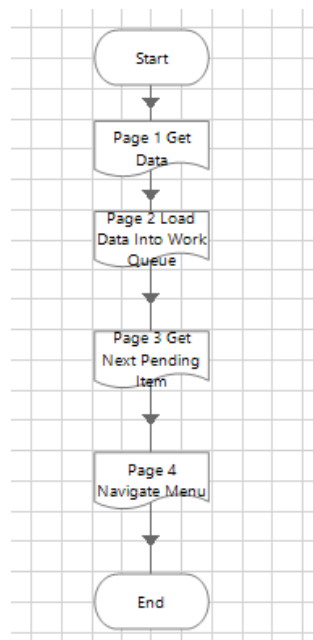 Start
Page 1 Get
Data
Page 2 Load
Data Into Work
Queue
Page 3 Get
Next Pending
Item
Page 4
Navigate Menu
End